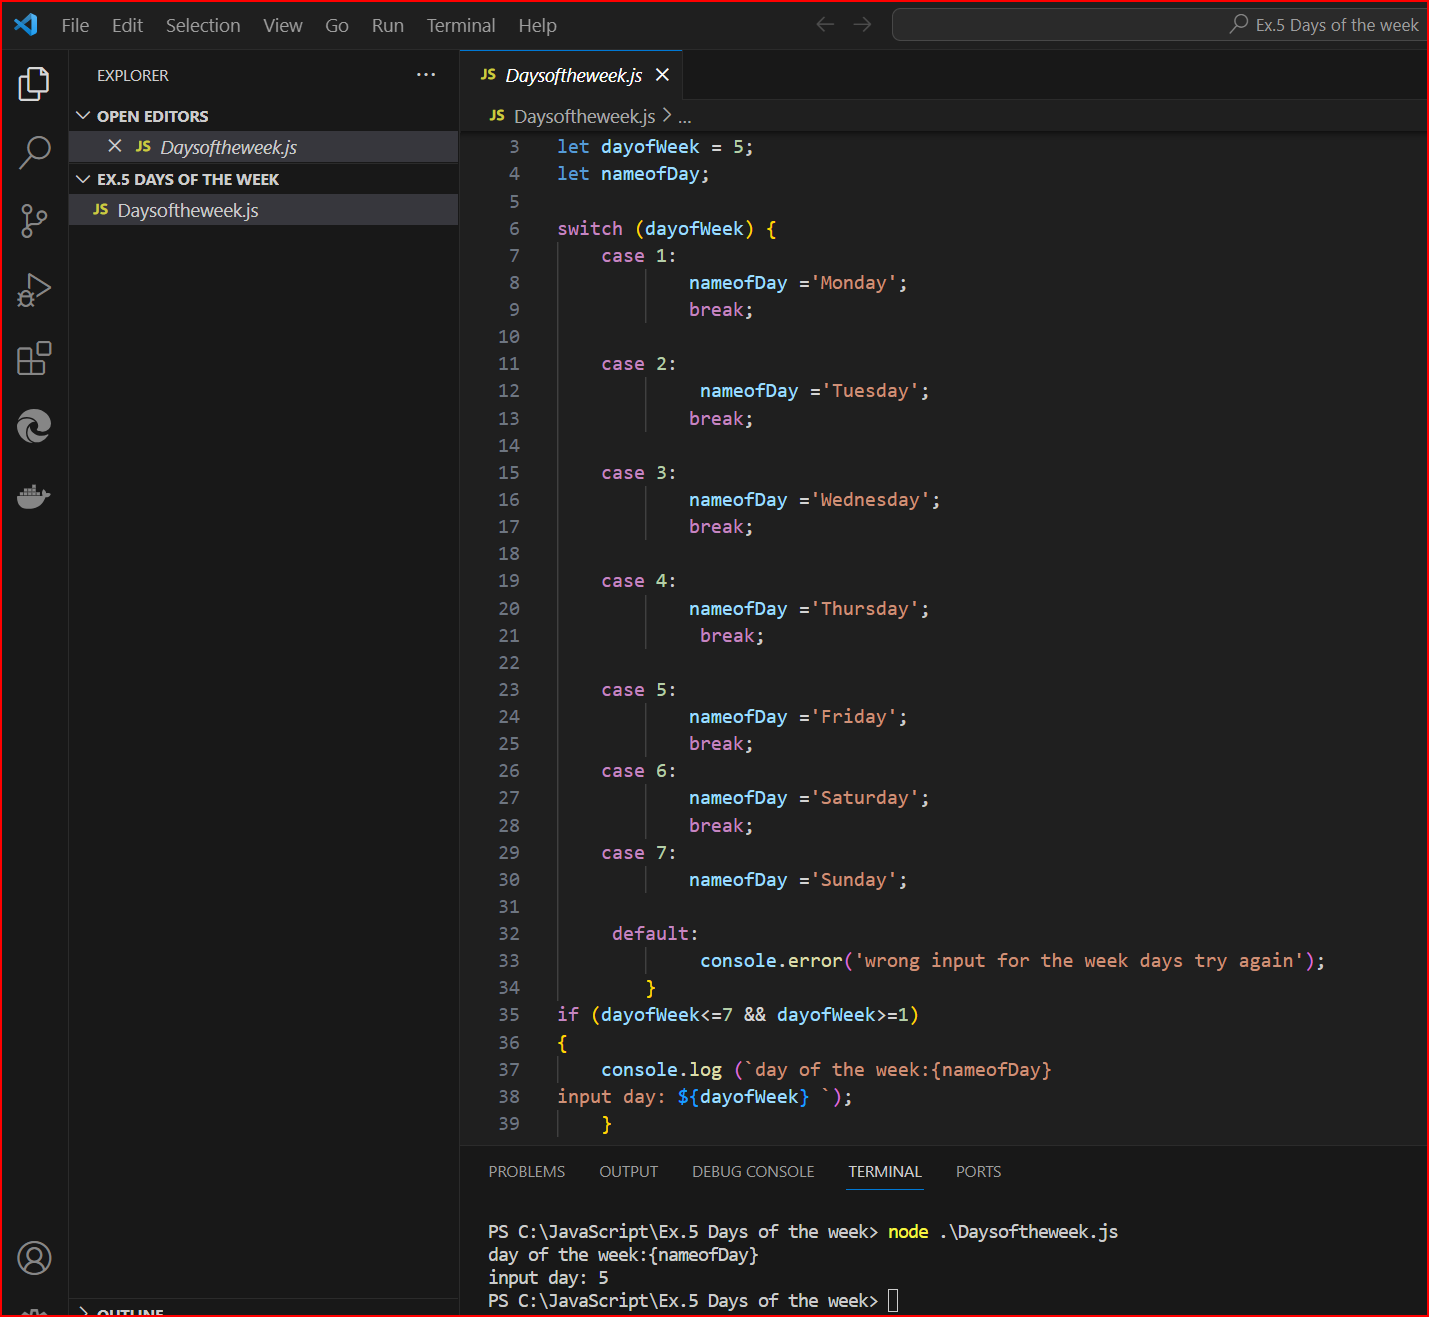 File Edit Selection View Go Run Terminal Help
Ex.5 Days of the week
EXPLORER
OPEN EDITORS
JS Daysoftheweek.js
EX.5 DAYS OF THE WEEK
JS Daysoftheweek.js
OUTLINE
JS Daysoftheweek.js
JS Daysoftheweek.js > ...
3 let dayofWeek = 5;
4 let nameofDay;
5
6 switch (dayofWeek) {
7 case 1:
8 nameofDay ='Monday';
9 break;
10
11 case 2:
12 nameofDay ='Tuesday';
13 break;
14
15 case 3:
16 nameofDay ='Wednesday';
17 break;
18
19 case 4:
20 nameofDay ='Thursday';
21 break;
22
23 case 5:
24 nameofDay ='Friday';
25 break;
26 case 6:
27 nameofDay ='Saturday';
28 break;
29 case 7:
30 nameofDay ='Sunday';
31
32 default:
33 console.error('wrong input for the week days try again');
34 }
35 if (dayofWeek<=7 && dayofWeek>=1)
36 {
37 console.log (`day of the week:{nameofDay}
38 input day: ${dayofWeek} `);
39 }
PROBLEMS OUTPUT DEBUG CONSOLE TERMINAL PORTS
PS C:\JavaScript\Ex.5 Days of the week> node .\Daysoftheweek.js
day of the week:{nameofDay}
input day: 5
PS C:\JavaScript\Ex.5 Days of the week>